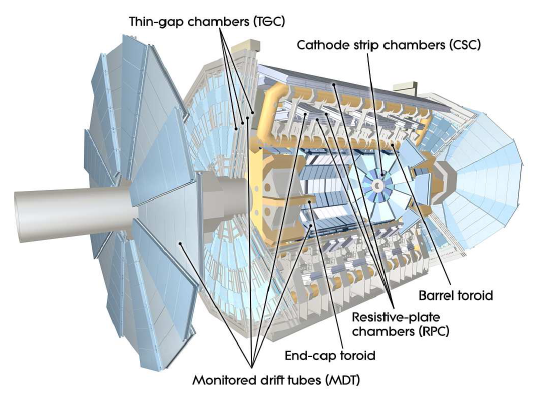 Thin-gap chambers (TGC)
Cathode strip chambers (CSC)
Barrel toroid
Resistive-plate
chambers (RPC)
End-cap toroid
Monitored drift tubes (MDT)